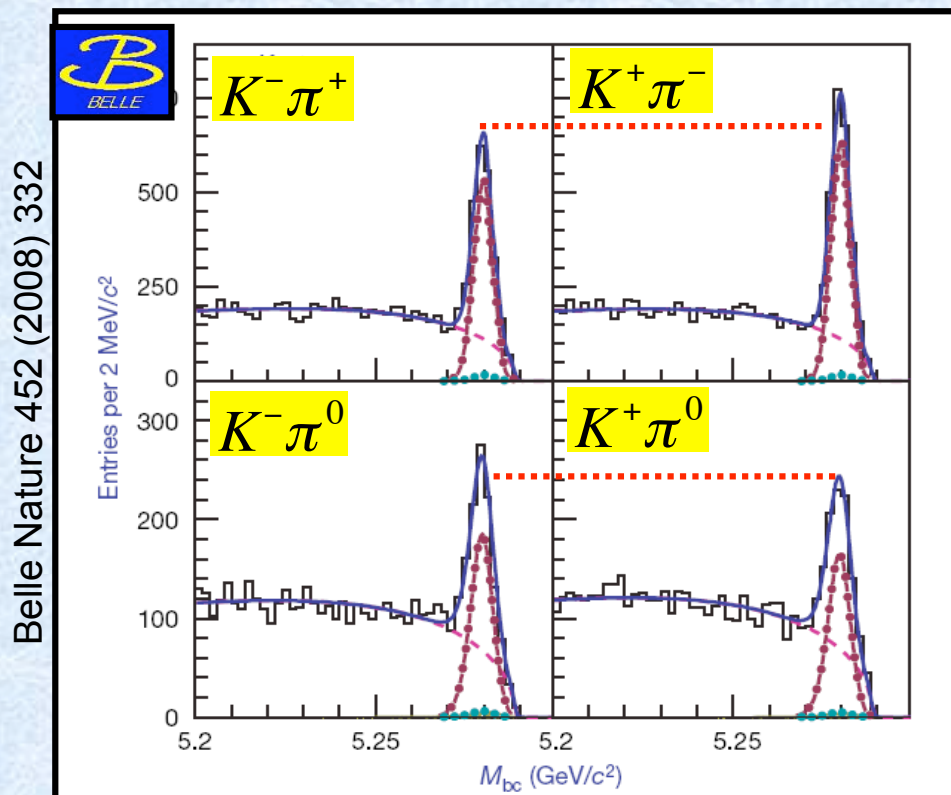 BELLE
K⁻π⁺
K⁺π⁻
500
250
0
K⁻π⁰
K⁺π⁰
300
200
100
0
5.2
5.25
5.2
5.25
M_bc (GeV/c²)
Entries per 2 MeV/c²
Belle Nature 452 (2008) 332